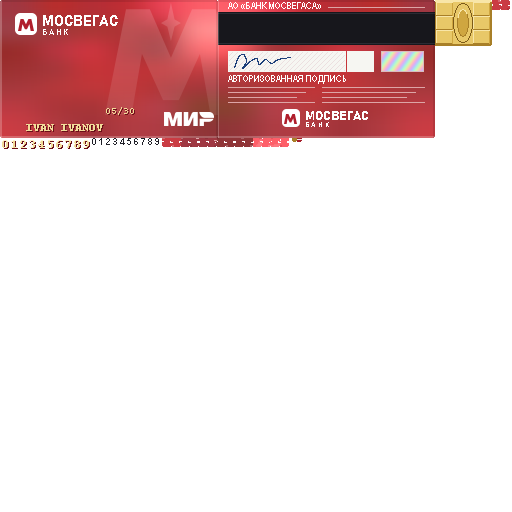 МОСВЕГАС
БАНК
05/30
МИР
IVAN IVANOV
АО «БАНК МОСВЕГАСА»
АВТОРИЗОВАННАЯ ПОДПИСЬ
МОСВЕГАС
БАНК
0123456789
0123456789